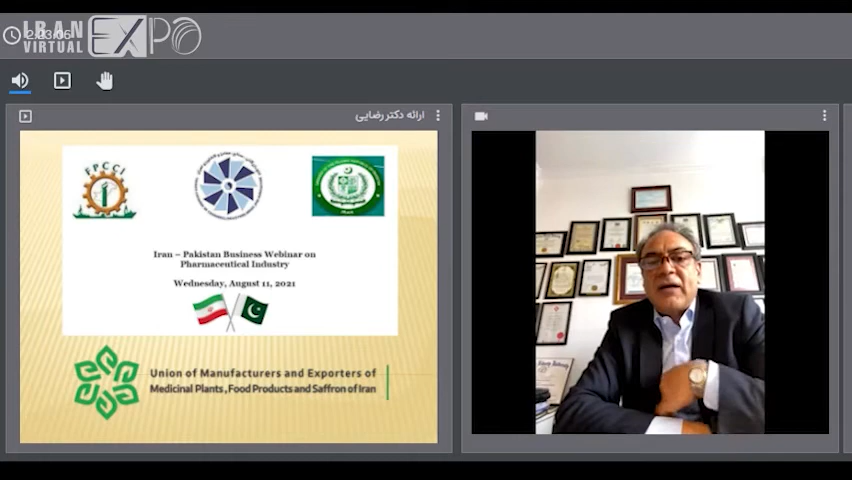 IRAN
VIRTUAL
EXPO
ارائه دکتر رضایی
FPCCI
Iran – Pakistan Business Webinar on
Pharmaceutical Industry
Wednesday, August 11, 2021
Union of Manufacturers and Exporters of
Medicinal Plants , Food Products and Saffron of Iran